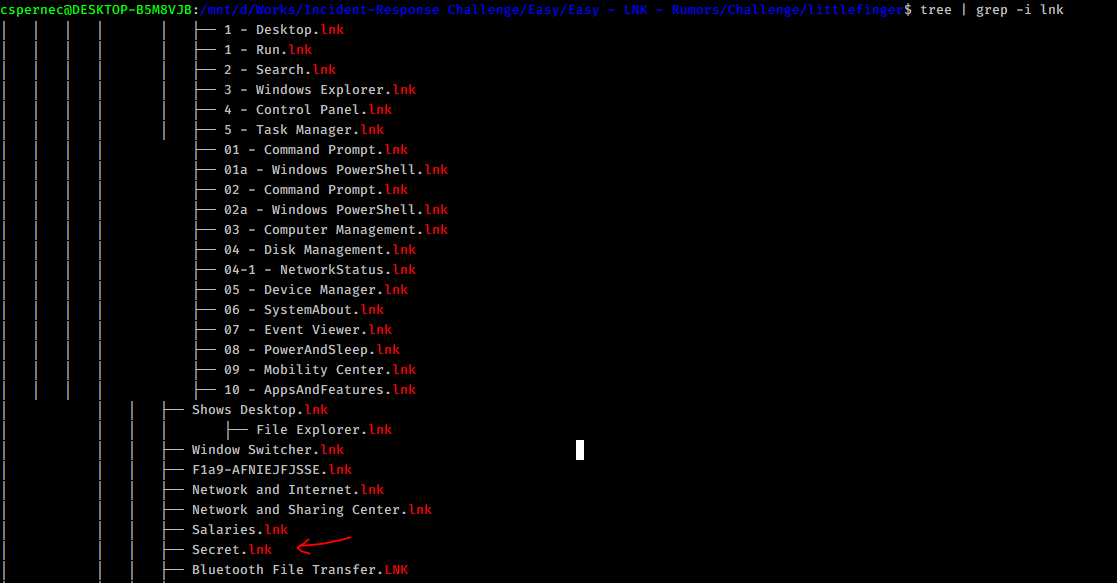 cspernec@DESKTOP-B5M8VJB:/mnt/d/Works/Incident-Response Challenge/Easy/Easy - LNK - Rumors/Challenge/littlefinger$ tree | grep -i lnk
1 - Desktop.lnk
1 - Run.lnk
2 - Search.lnk
3 - Windows Explorer.lnk
4 - Control Panel.lnk
5 - Task Manager.lnk
01 - Command Prompt.lnk
01a - Windows PowerShell.lnk
02 - Command Prompt.lnk
02a - Windows PowerShell.lnk
03 - Computer Management.lnk
04 - Disk Management.lnk
04-1 - NetworkStatus.lnk
05 - Device Manager.lnk
06 - SystemAbout.lnk
07 - Event Viewer.lnk
08 - PowerAndSleep.lnk
09 - Mobility Center.lnk
10 - AppsAndFeatures.lnk
Shows Desktop.lnk
File Explorer.lnk
Window Switcher.lnk
F1a9-AFNIEJFJSSE.lnk
Network and Internet.lnk
Network and Sharing Center.lnk
Salaries.lnk
Secret.lnk
Bluetooth File Transfer.LNK